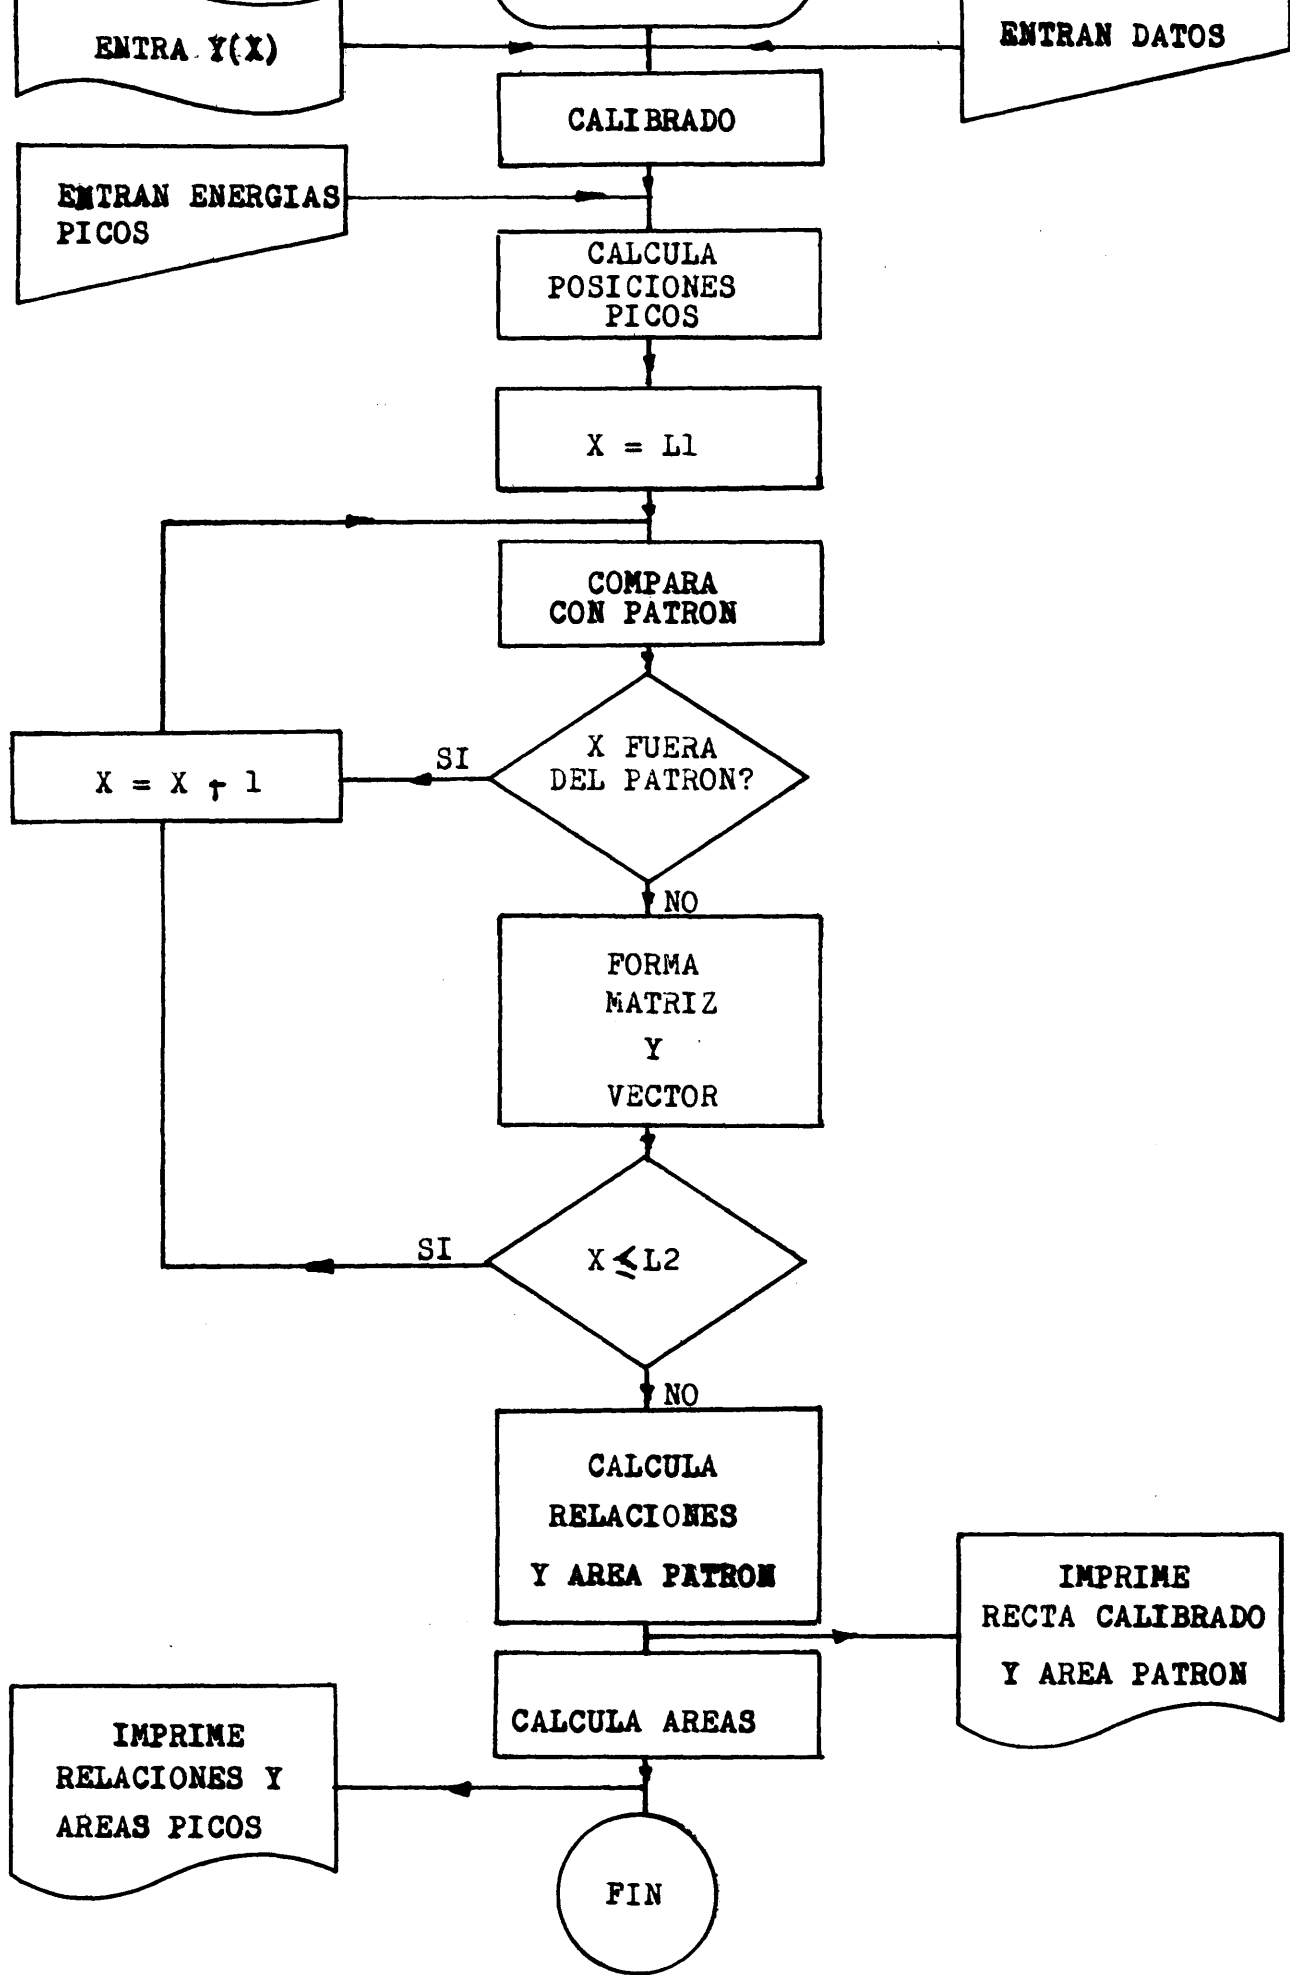 ENTRA Y(X)
ENTRAN DATOS
CALIBRADO
ENTRAN ENERGIAS
PICOS
CALCULA
POSICIONES
PICOS
X = L1
COMPARA
CON PATRON
X FUERA
DEL PATRON?
SI
X = X + 1
NO
FORMA
MATRIZ
Y
VECTOR
SI
X ≤ L2
NO
CALCULA
RELACIONES
Y AREA PATRON
IMPRIME
RECTA CALIBRADO
Y AREA PATRON
CALCULA AREAS
IMPRIME
RELACIONES Y
AREAS PICOS
FIN